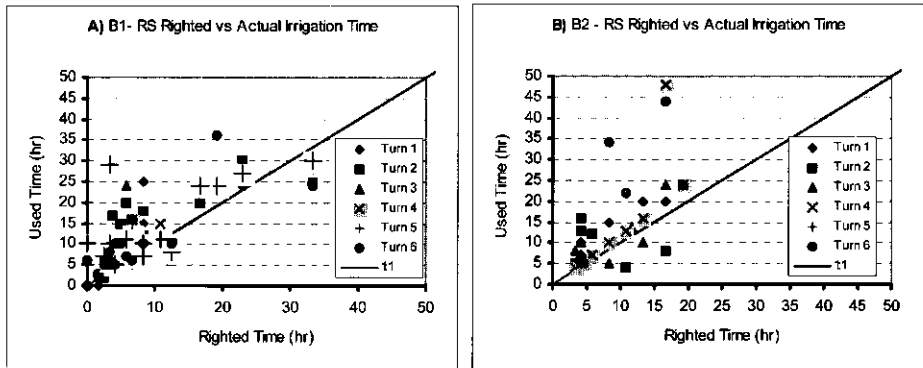 A) B1- RS Righted vs Actual Irrigation Time
50
45
40
35
30
25
20
15
10
5
0
Used Time (hr)
0 10 20 30 40 50
Righted Time (hr)
Turn 1
Turn 2
Turn 3
Turn 4
Turn 5
Turn 6
t1
B) B2 - RS Righted vs Actual Irrigation Time
50
45
40
35
30
25
20
15
10
5
0
Used Time (hr)
0 5 10 15 20 25 30 35 40 45 50
Righted Time (hr)
Turn 1
Turn 2
Turn 3
Turn 4
Turn 5
Turn 6
t1